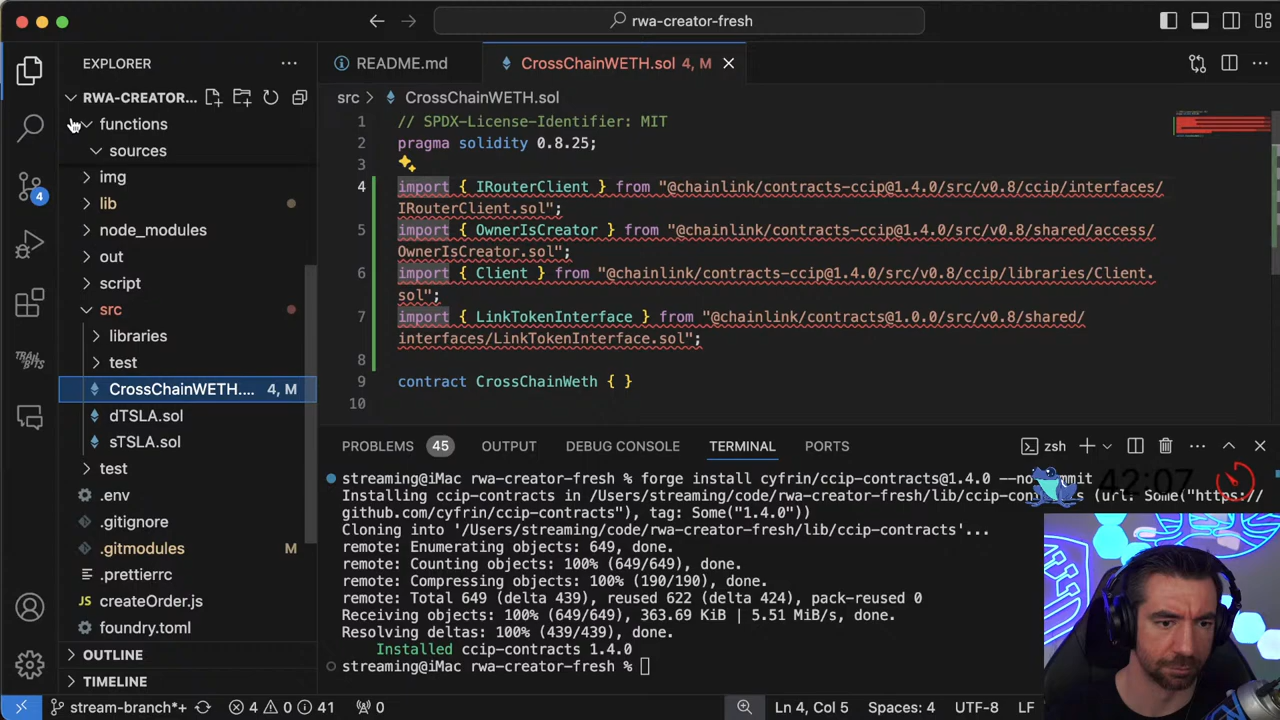 rwa-creator-fresh
EXPLORER
README.md
CrossChainWETH.sol 4, M
RWA-CREATOR...
src > CrossChainWETH.sol
functions
sources
img
lib
node_modules
out
script
src
libraries
test
CrossChainWETH.... 4, M
dTSLA.sol
sTSLA.sol
test
.env
.gitignore
.gitmodules M
.prettierrc
createOrder.js
foundry.toml
OUTLINE
TIMELINE
4
TRAIL
BITS
1 // SPDX-License-Identifier: MIT
2 pragma solidity 0.8.25;
3
4 import { IRouterClient } from "@chainlink/contracts-ccip@1.4.0/src/v0.8/ccip/interfaces/
IRouterClient.sol";
5 import { OwnerIsCreator } from "@chainlink/contracts-ccip@1.4.0/src/v0.8/shared/access/
OwnerIsCreator.sol";
6 import { Client } from "@chainlink/contracts-ccip@1.4.0/src/v0.8/ccip/libraries/Client.
sol";
7 import { LinkTokenInterface } from "@chainlink/contracts@1.0.0/src/v0.8/shared/
interfaces/LinkTokenInterface.sol";
8
9 contract CrossChainWeth { }
10
PROBLEMS 45 OUTPUT DEBUG CONSOLE TERMINAL PORTS zsh
streaming@iMac rwa-creator-fresh % forge install cyfrin/ccip-contracts@1.4.0 --no commit
Installing ccip-contracts in /Users/streaming/code/rwa-creator-fresh/lib/ccip-con (url: Some("https://
github.com/cyfrin/ccip-contracts"), tag: Some("1.4.0"))
Cloning into '/Users/streaming/code/rwa-creator-fresh/lib/ccip-contracts'...
remote: Enumerating objects: 649, done.
remote: Counting objects: 100% (649/649), done.
remote: Compressing objects: 100% (190/190), done.
remote: Total 649 (delta 439), reused 622 (delta 424), pack-reused 0
Receiving objects: 100% (649/649), 363.69 KiB | 5.51 MiB/s, done.
Resolving deltas: 100% (439/439), done.
Installed ccip-contracts 1.4.0
streaming@iMac rwa-creator-fresh %
42:07
stream-branch*+ 4 0 41 0 Ln 4, Col 5 Spaces: 4 UTF-8 LF